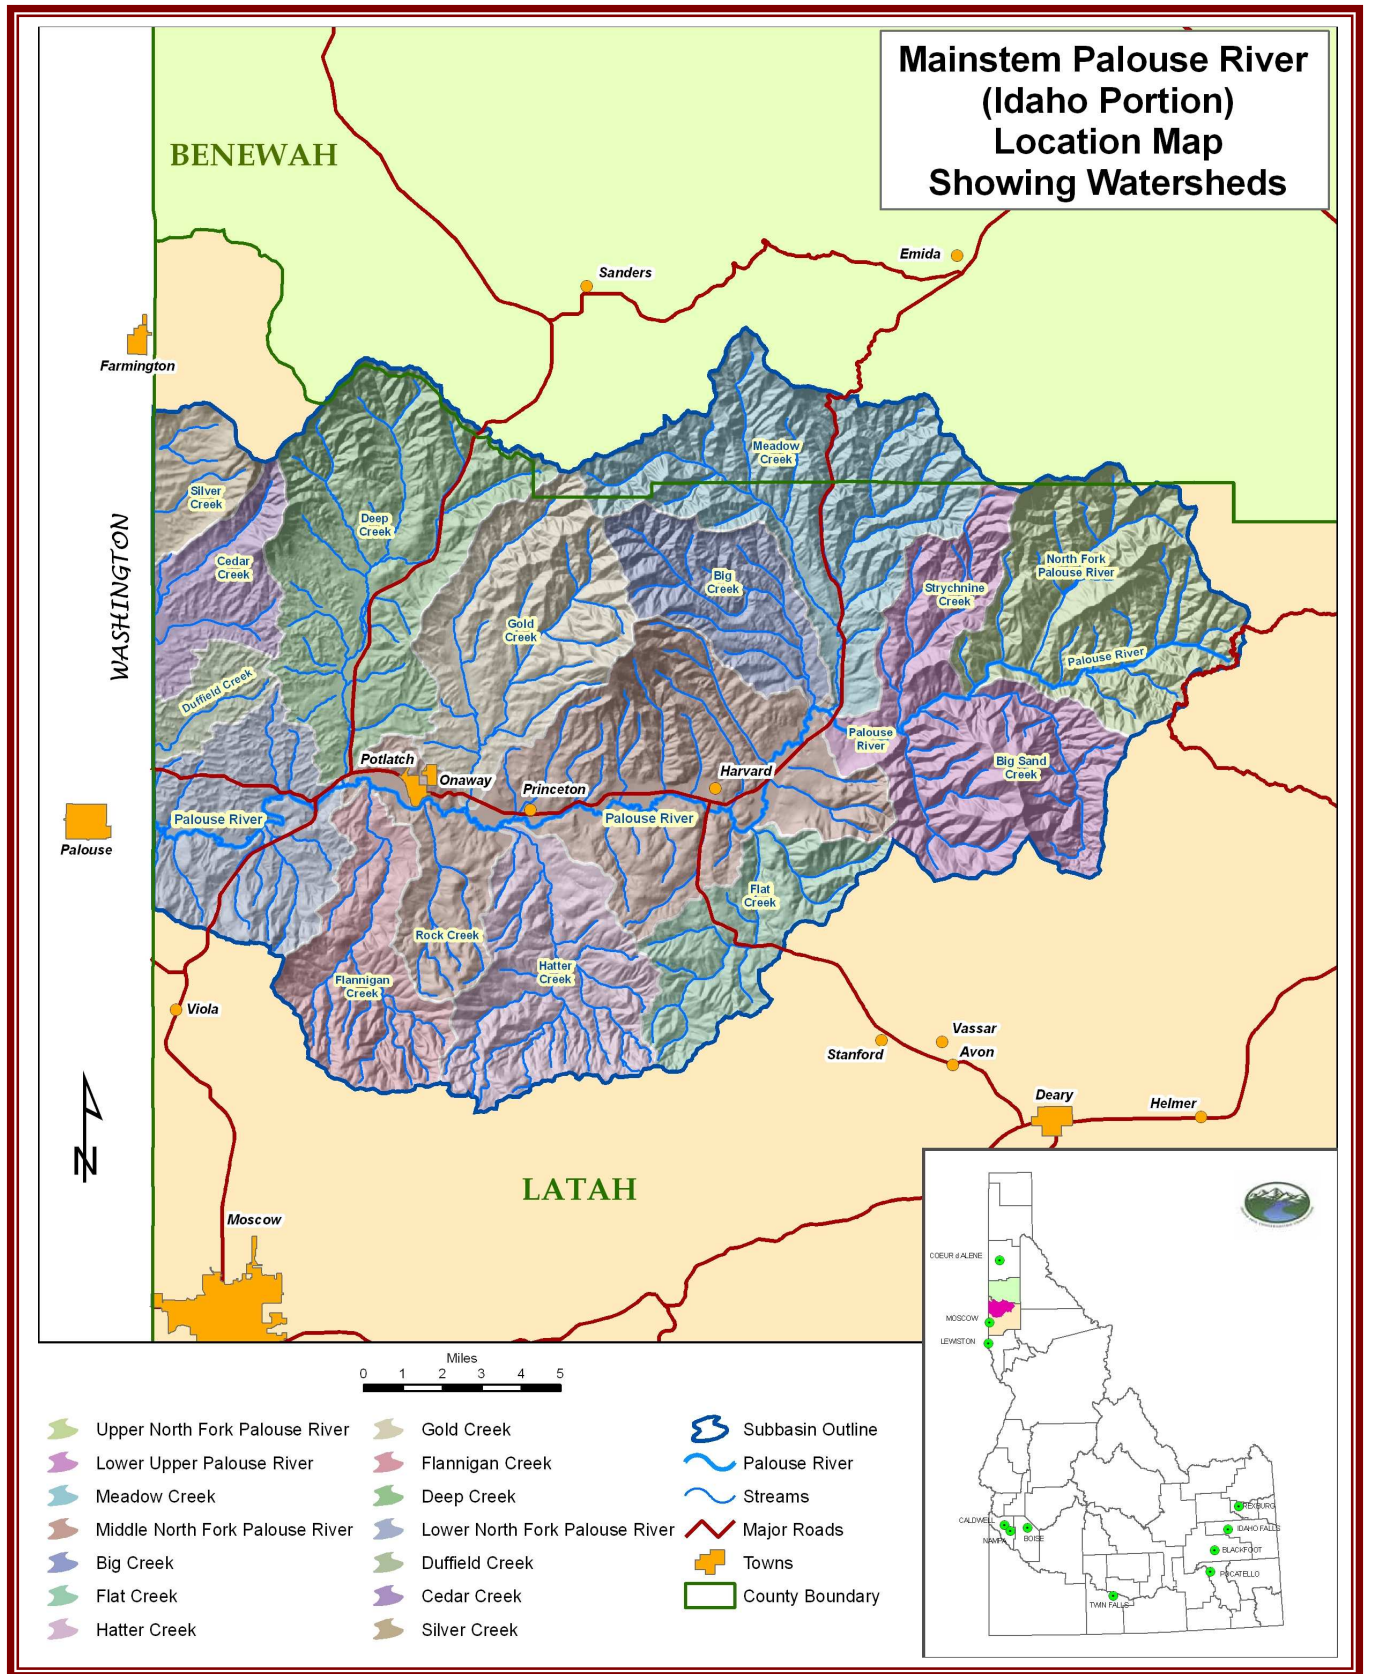 Mainstem Palouse River
(Idaho Portion)
Location Map
Showing Watersheds
BENEWAH
Emida
Sanders
Farmington
Meadow
Creek
Silver
Creek
Deep
Creek
WASHINGTON
Cedar
Creek
Big
Creek
North Fork
Palouse River
Strychnine
Creek
Gold
Creek
Palouse River
Duffield Creek
Palouse
River
Big Sand
Creek
Potlatch
Onaway
Harvard
Princeton
Palouse River
Palouse River
Palouse
Flat
Creek
Rock Creek
Hatter
Creek
Flannigan
Creek
Viola
Vassar
Stanford
Avon
Deary
Helmer
N
LATAH
Moscow
COEUR d ALENE
MOSCOW
LEWISTON
CALDWELL
NAMPA
BOISE
REXBURG
IDAHO FALLS
BLACKFOOT
POCATELLO
TWIN FALLS
Miles
0 1 2 3 4 5
Upper North Fork Palouse River
Lower Upper Palouse River
Meadow Creek
Middle North Fork Palouse River
Big Creek
Flat Creek
Hatter Creek
Gold Creek
Flannigan Creek
Deep Creek
Lower North Fork Palouse River
Duffield Creek
Cedar Creek
Silver Creek
Subbasin Outline
Palouse River
Streams
Major Roads
Towns
County Boundary